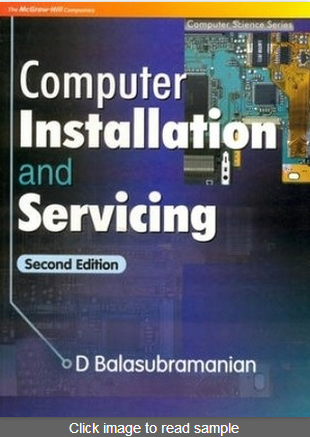 The McGraw-Hill Companies
Computer Science Series
Computer
Installation
and
Servicing
Second Edition
D Balasubramanian
Click image to read sample